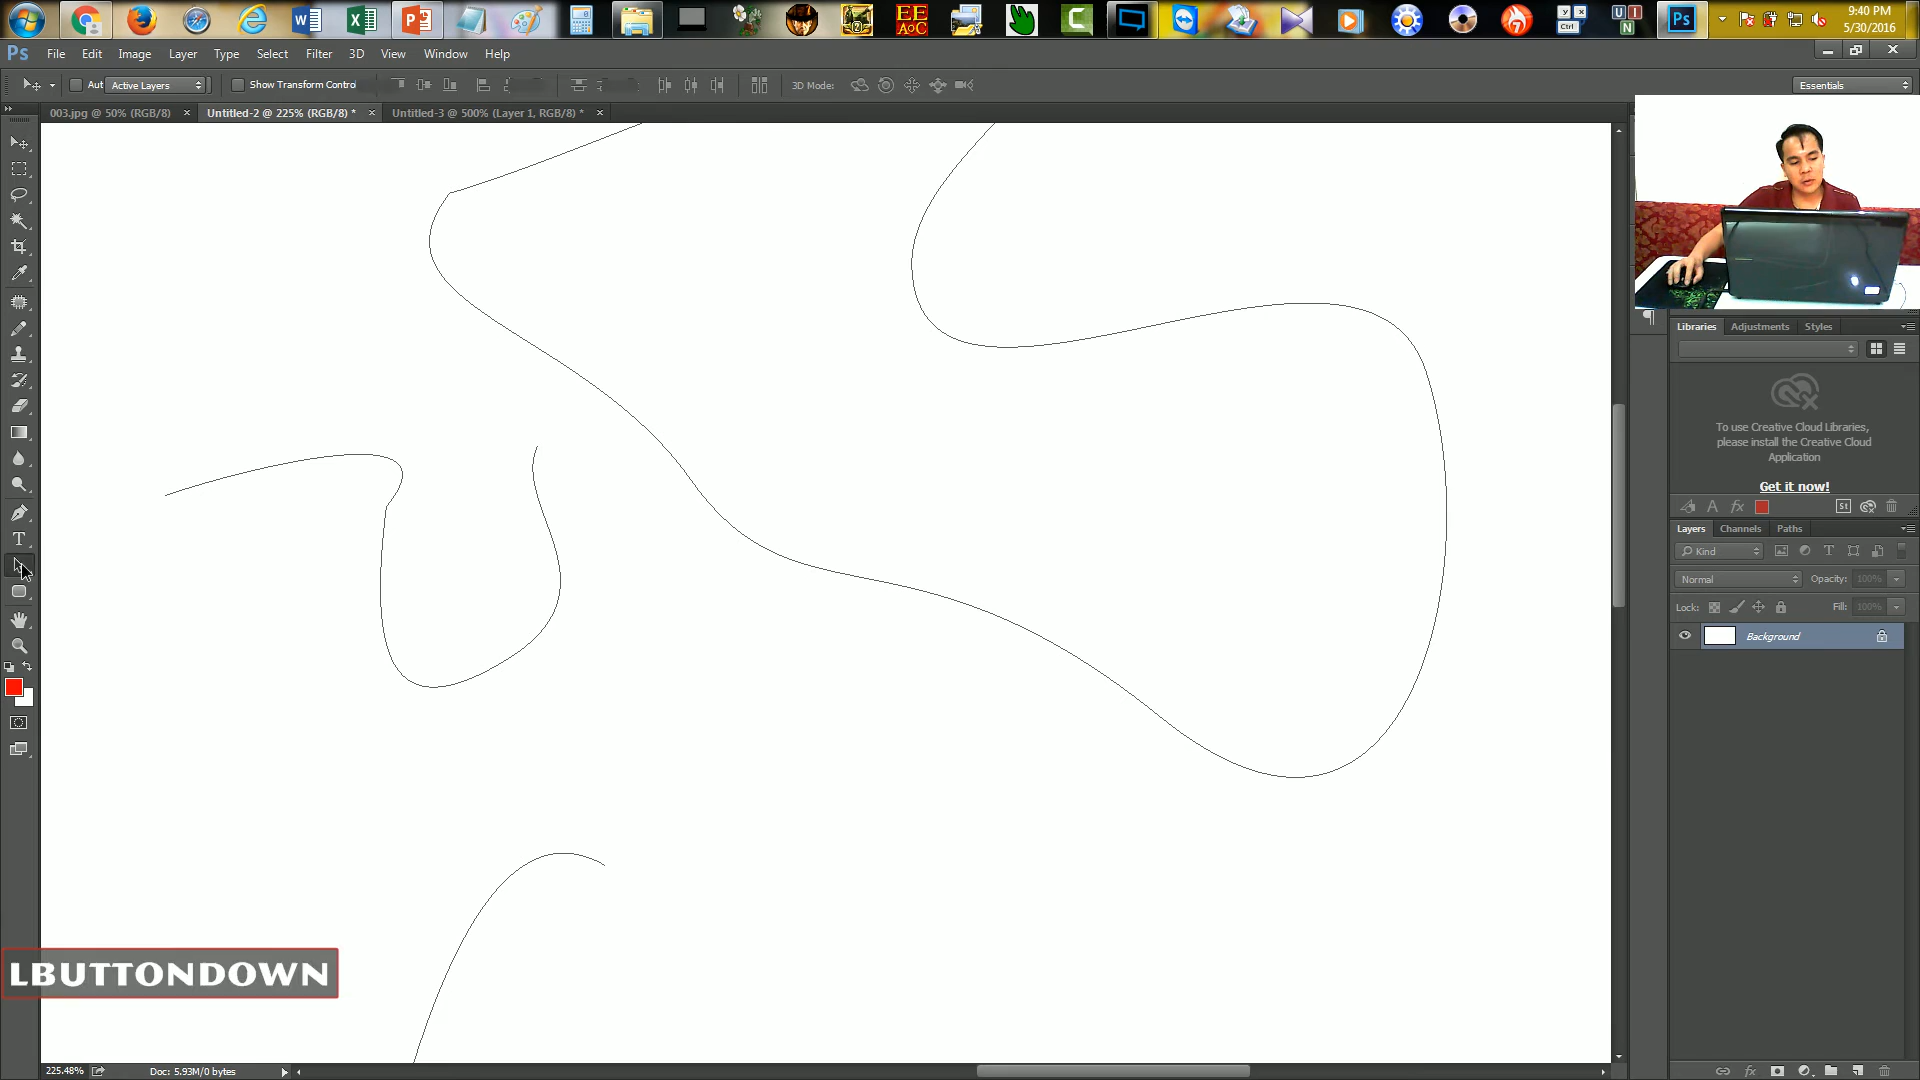 9:40 PM
5/30/2016
Ps
File Edit Image Layer Type Select Filter 3D View Window Help
Aut Active Layers Show Transform Contro 3D Mode: Essentials
003.jpg @ 50% (RGB/8) × Untitled-2 @ 225% (RGB/8) * × Untitled-3 @ 500% (Layer 1, RGB/8) * ×
Libraries Adjustments Styles
To use Creative Cloud Libraries,
please install the Creative Cloud
Application
Get it now!
Layers Channels Paths
Kind
Normal Opacity: 100%
Lock: Fill: 100%
Background
LBUTTONDOWN
225.48% Doc: 5.93M/0 bytes